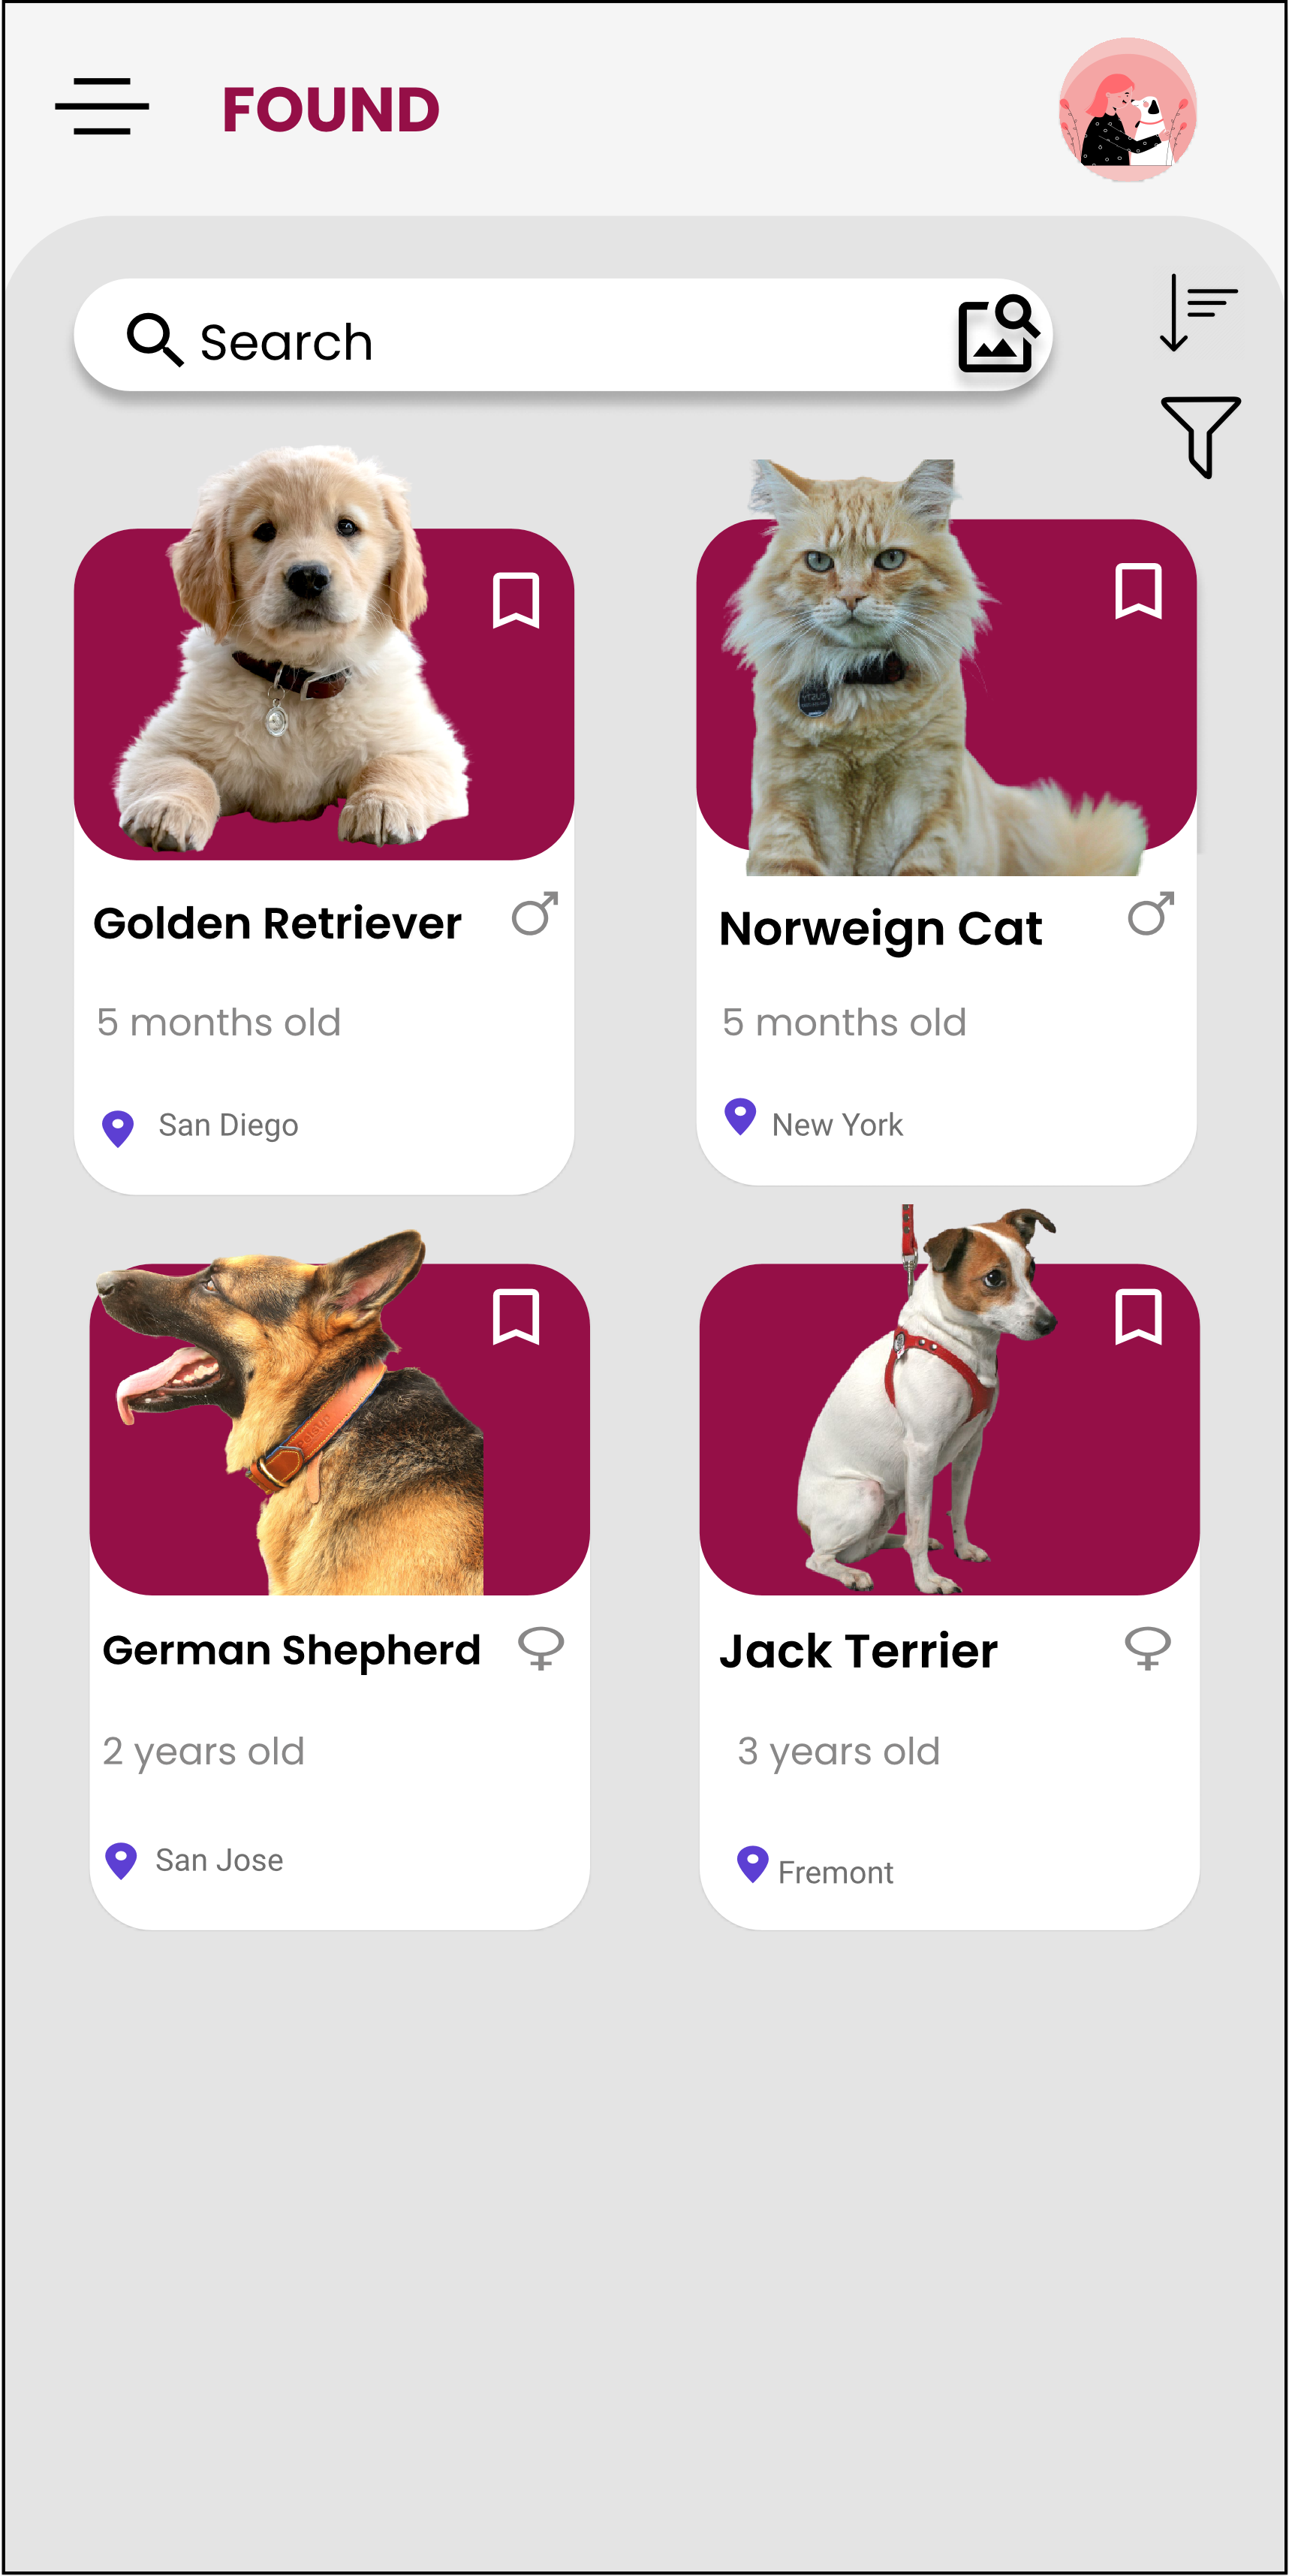 FOUND
Search
Golden Retriever
5 months old
San Diego
Norweign Cat
5 months old
New York
German Shepherd
2 years old
San Jose
Jack Terrier
3 years old
Fremont